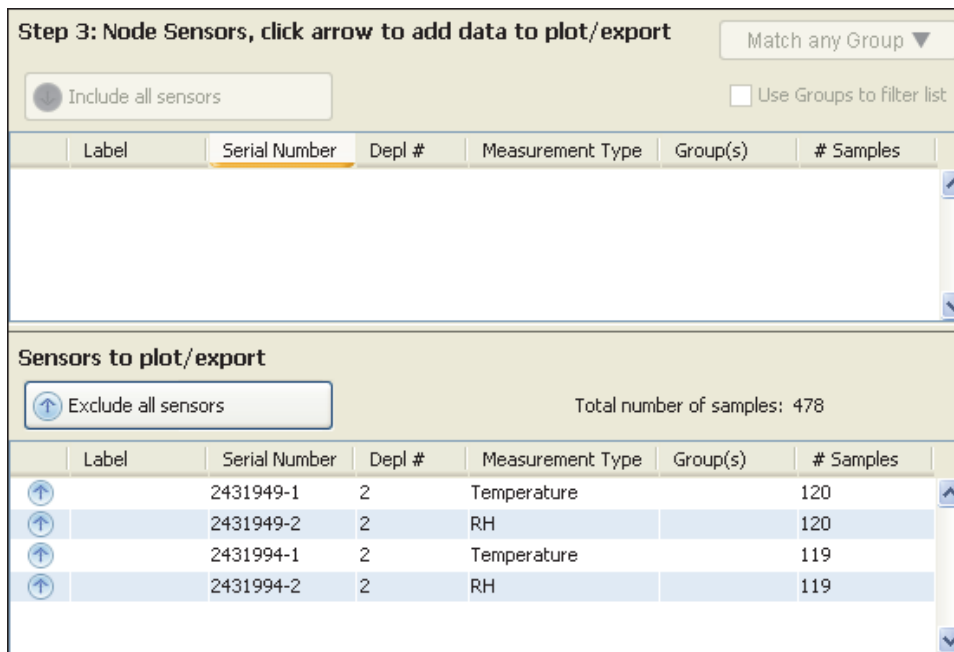 Step 3: Node Sensors, click arrow to add data to plot/export
Match any Group ▼
Include all sensors
Use Groups to filter list
Label Serial Number Depl # Measurement Type Group(s) # Samples
Sensors to plot/export
Exclude all sensors
Total number of samples: 478
Label Serial Number Depl # Measurement Type Group(s) # Samples
2431949-1 2 Temperature 120
2431949-2 2 RH 120
2431994-1 2 Temperature 119
2431994-2 2 RH 119